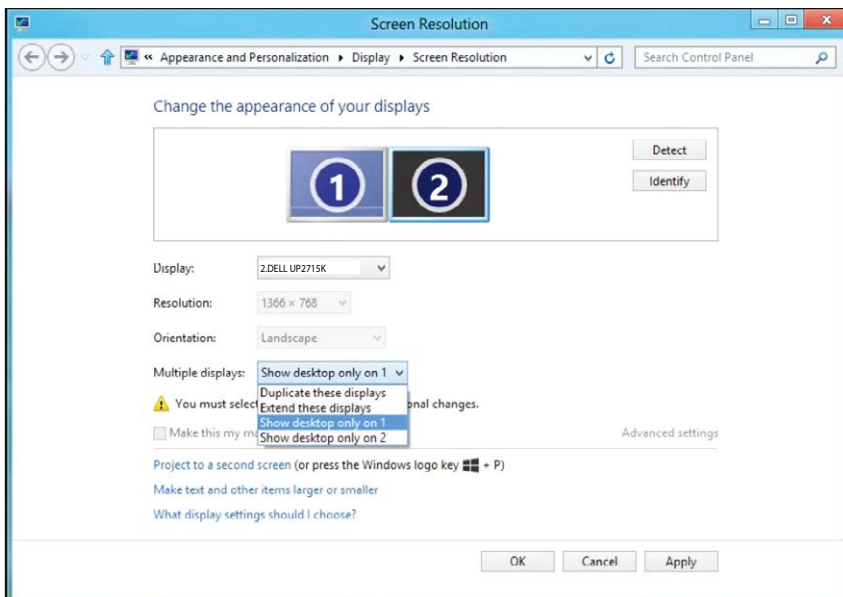 Screen Resolution
« Appearance and Personalization ▸ Display ▸ Screen Resolution
Search Control Panel
Change the appearance of your displays
1
2
Detect
Identify
Display:
2.DELL UP2715K
Resolution:
1366 × 768
Orientation:
Landscape
Multiple displays:
Show desktop only on 1
Duplicate these displays
You must selec
Extend these displays
onal changes.
Show desktop only on 1
Make this my m
Show desktop only on 2
Advanced settings
Project to a second screen (or press the Windows logo key + P)
Make text and other items larger or smaller
What display settings should I choose?
OK
Cancel
Apply